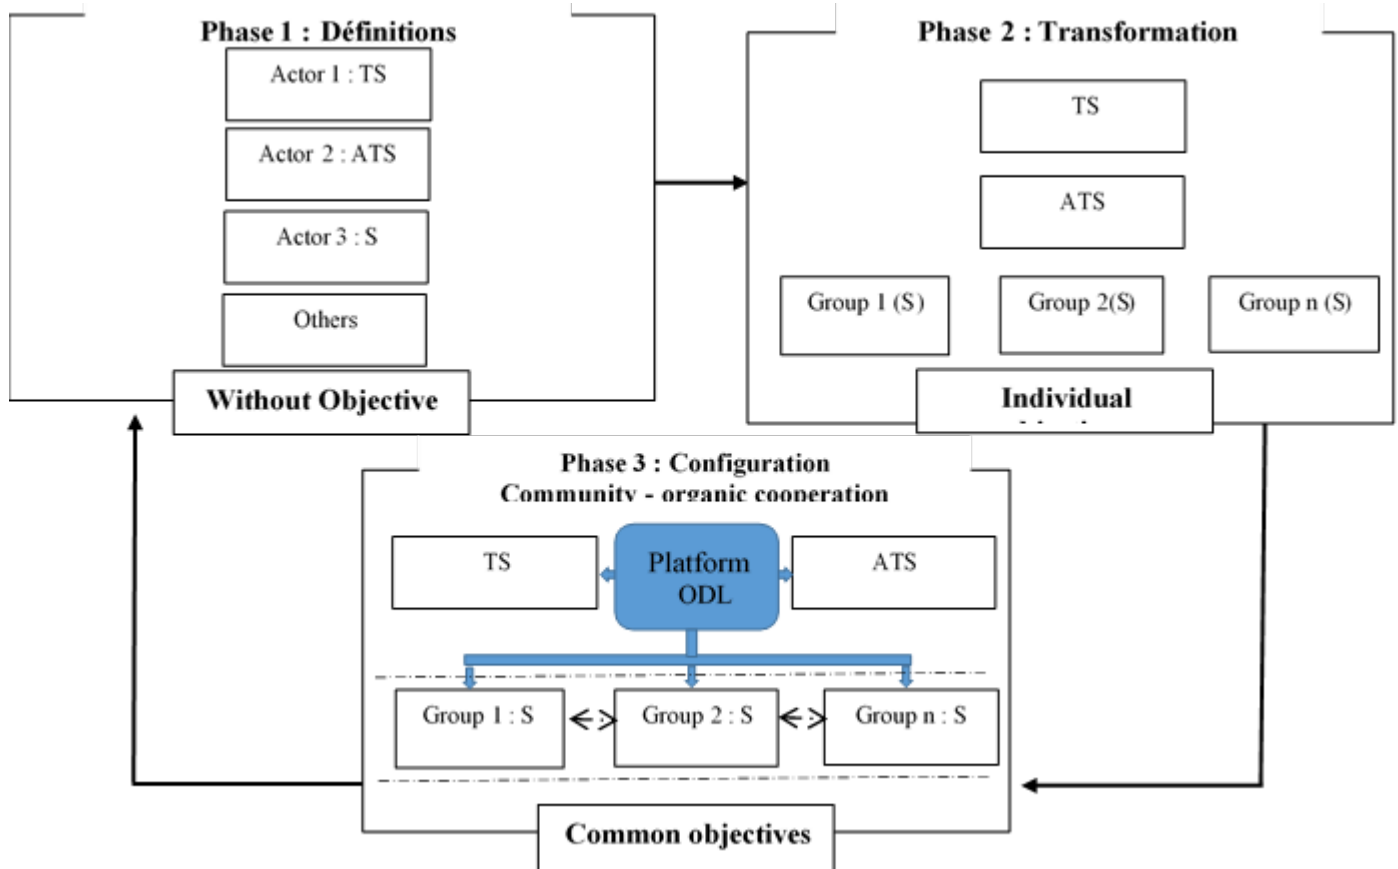 Phase 1 : Définitions
Actor 1 : TS
Actor 2 : ATS
Actor 3 : S
Others
Without Objective
Phase 2 : Transformation
TS
ATS
Group 1 (S)
Group 2(S)
Group n (S)
Individual
Phase 3 : Configuration
Community - organic cooperation
TS
Platform
ODL
ATS
Group 1 : S
Group 2 : S
Group n : S
Common objectives